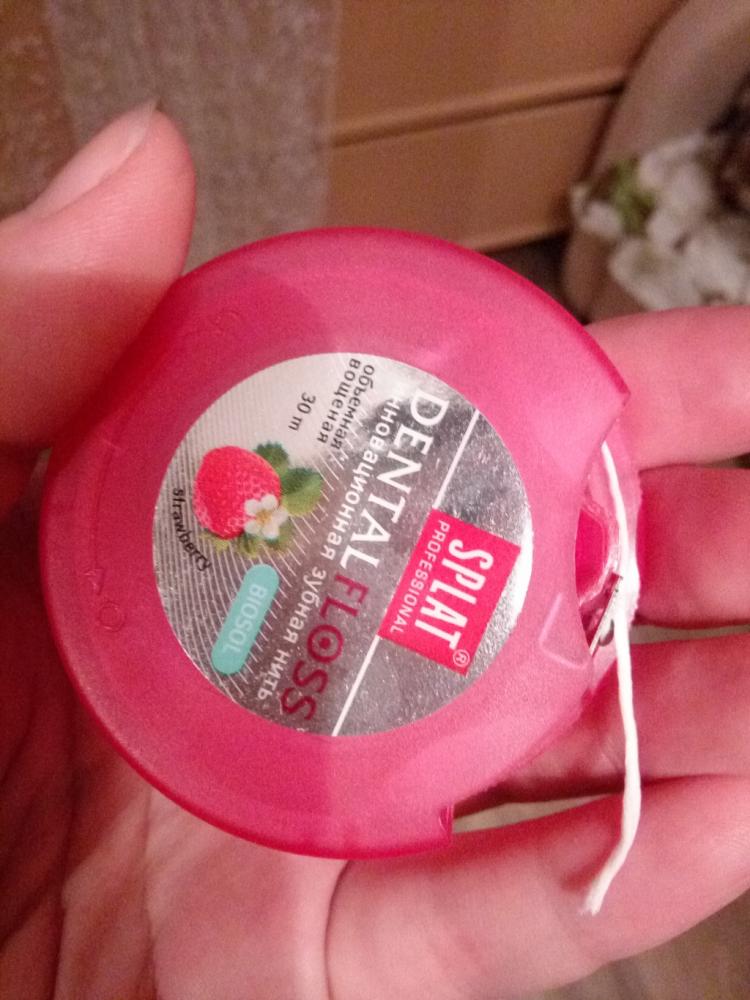 SPLAT®
PROFESSIONAL
DENTAL FLOSS
инновационная зубная нить
объемная
вощеная
30 m
BIOSOL
strawberry